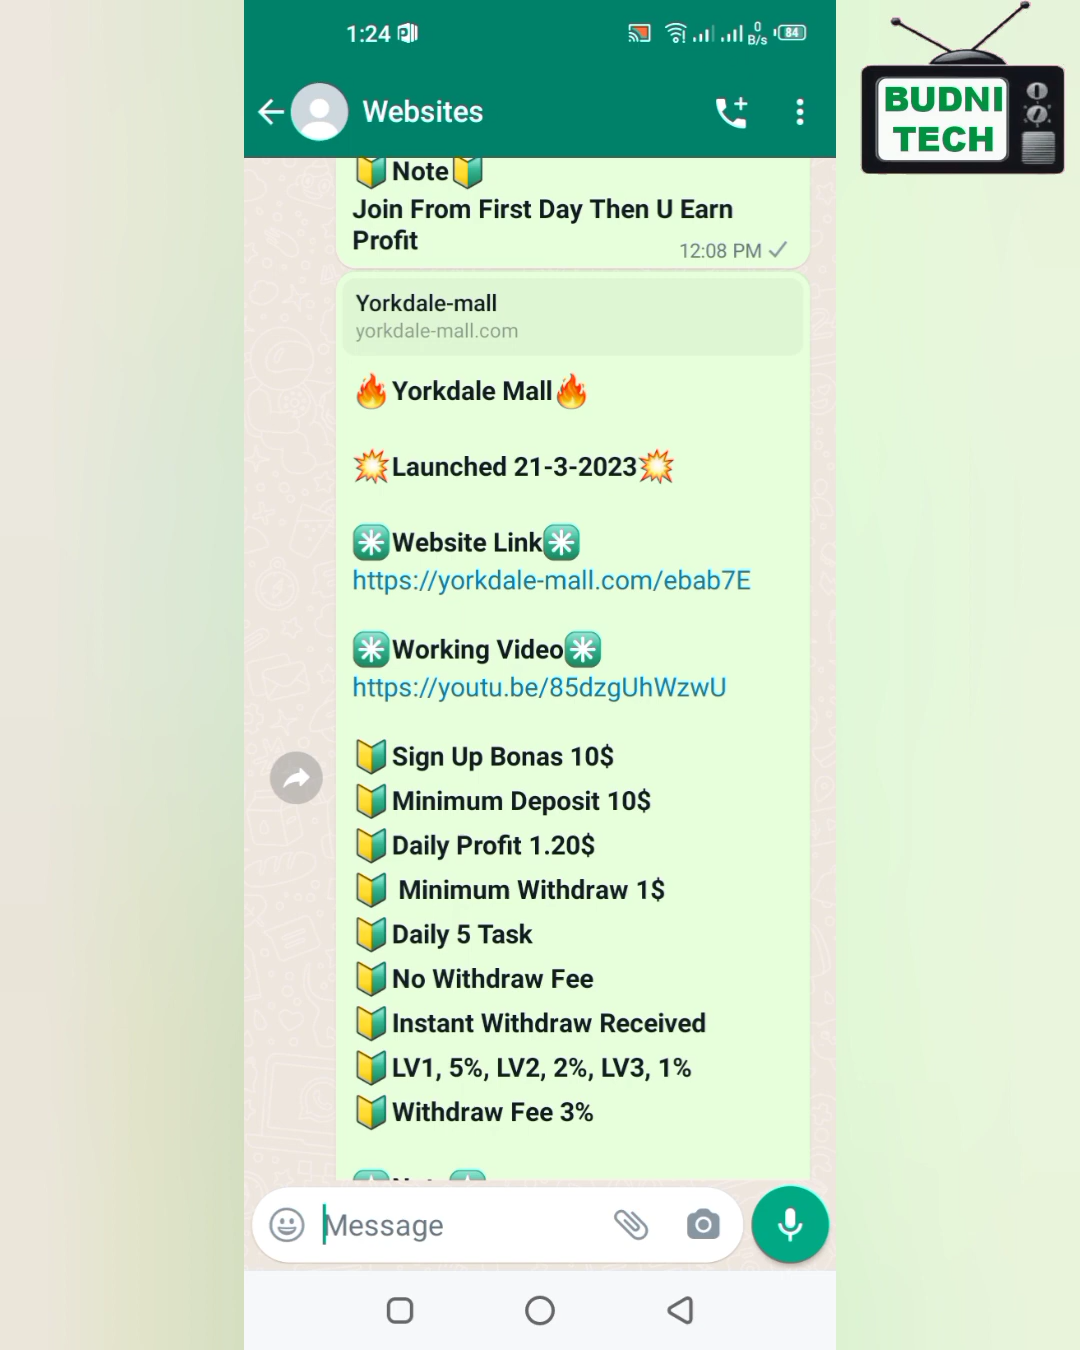 1:24
0
B/s
84
BUDNI
TECH
Websites
Note
Join From First Day Then U Earn
Profit
12:08 PM
Yorkdale-mall
yorkdale-mall.com
Yorkdale Mall
Launched 21-3-2023
Website Link
https://yorkdale-mall.com/ebab7E
Working Video
https://youtu.be/85dzgUhWzwU
Sign Up Bonas 10$
Minimum Deposit 10$
Daily Profit 1.20$
Minimum Withdraw 1$
Daily 5 Task
No Withdraw Fee
Instant Withdraw Received
LV1, 5%, LV2, 2%, LV3, 1%
Withdraw Fee 3%
Message